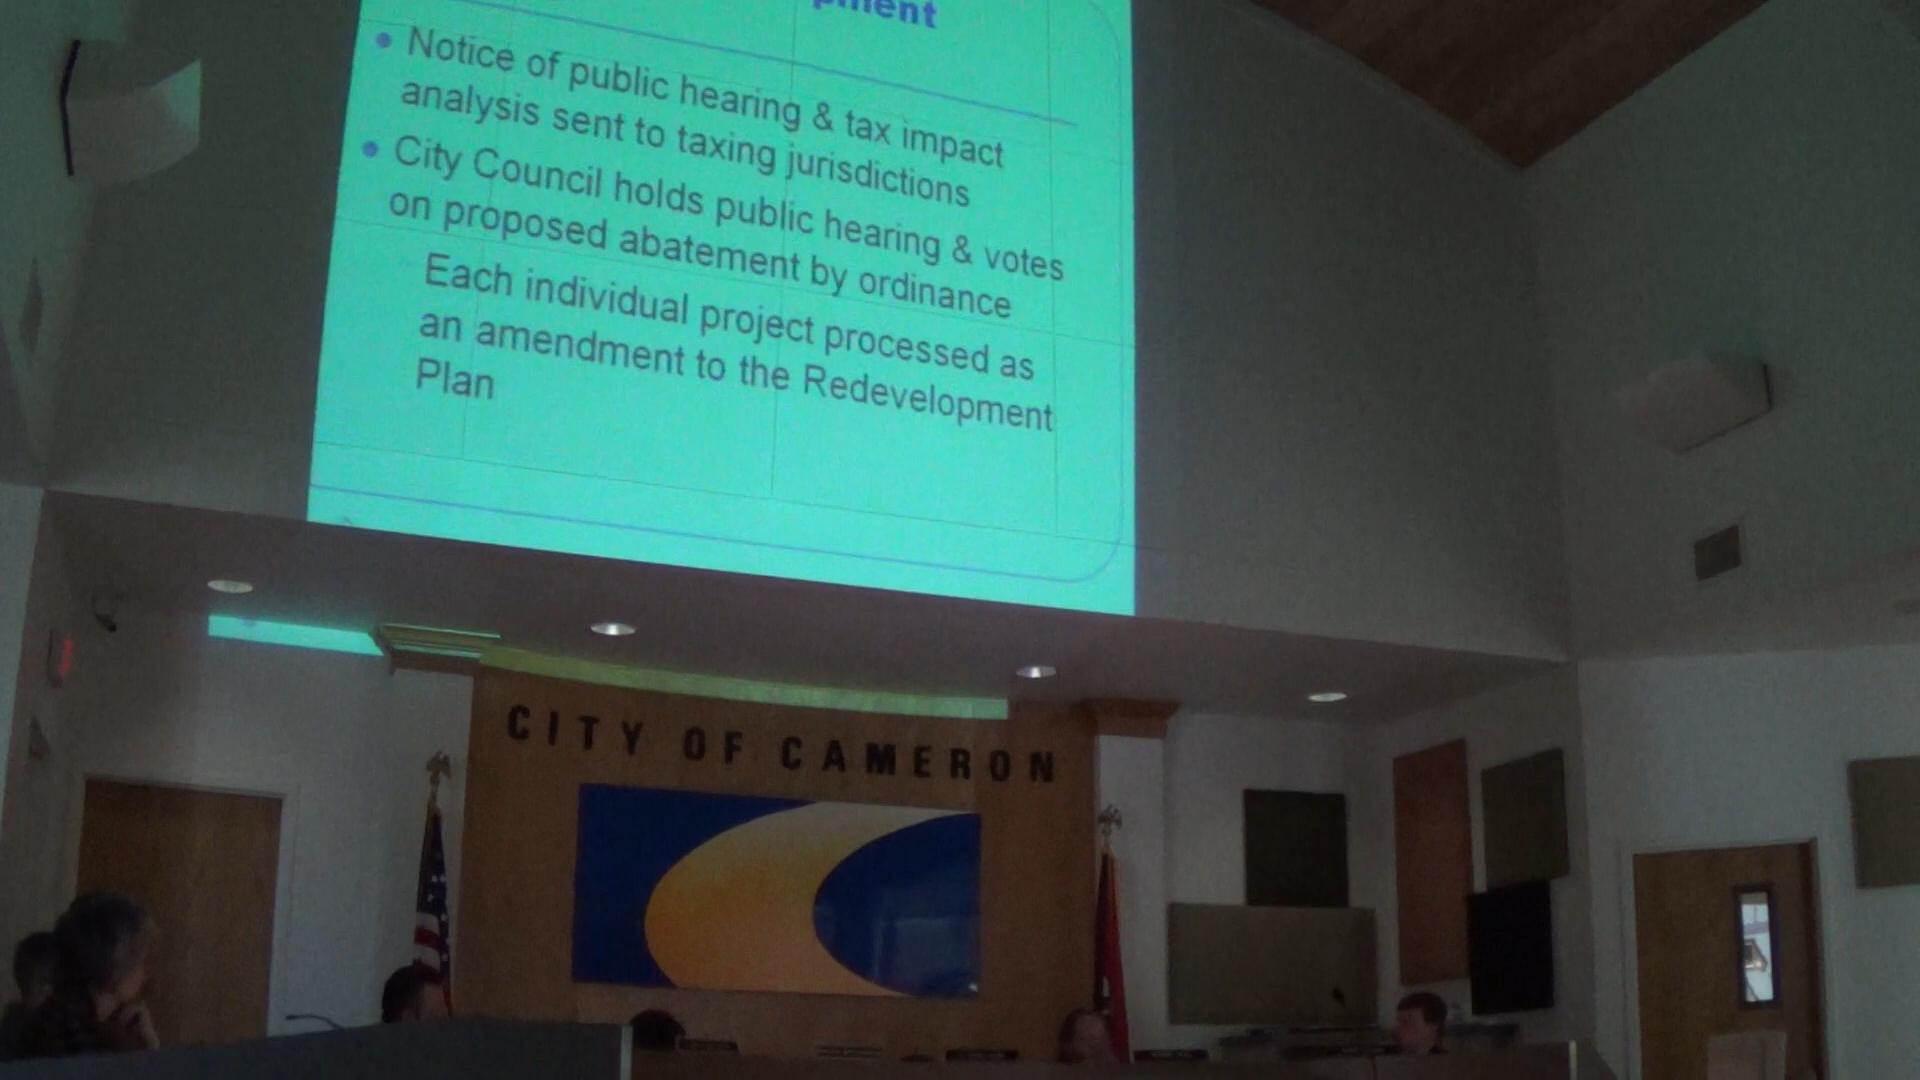 Notice of public hearing & tax impact
analysis sent to taxing jurisdictions
City Council holds public hearing & votes
on proposed abatement by ordinance
Each individual project processed as
an amendment to the Redevelopment
Plan
CITY OF CAMERON